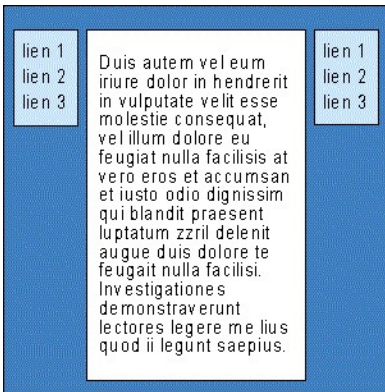 lien 1
lien 2
lien 3
Duis autem vel eum
iriure dolor in hendrerit
in vulputate velit esse
molestie consequat,
vel illum dolore eu
feugiat nulla facilisis at
vero eros et accumsan
et iusto odio dignissim
qui blandit praesent
luptatum zzril delenit
augue duis dolore te
feugait nulla facilisi.
Investigationes
demonstraverunt
lectores legere me lius
quod ii legunt saepius.
lien 1
lien 2
lien 3